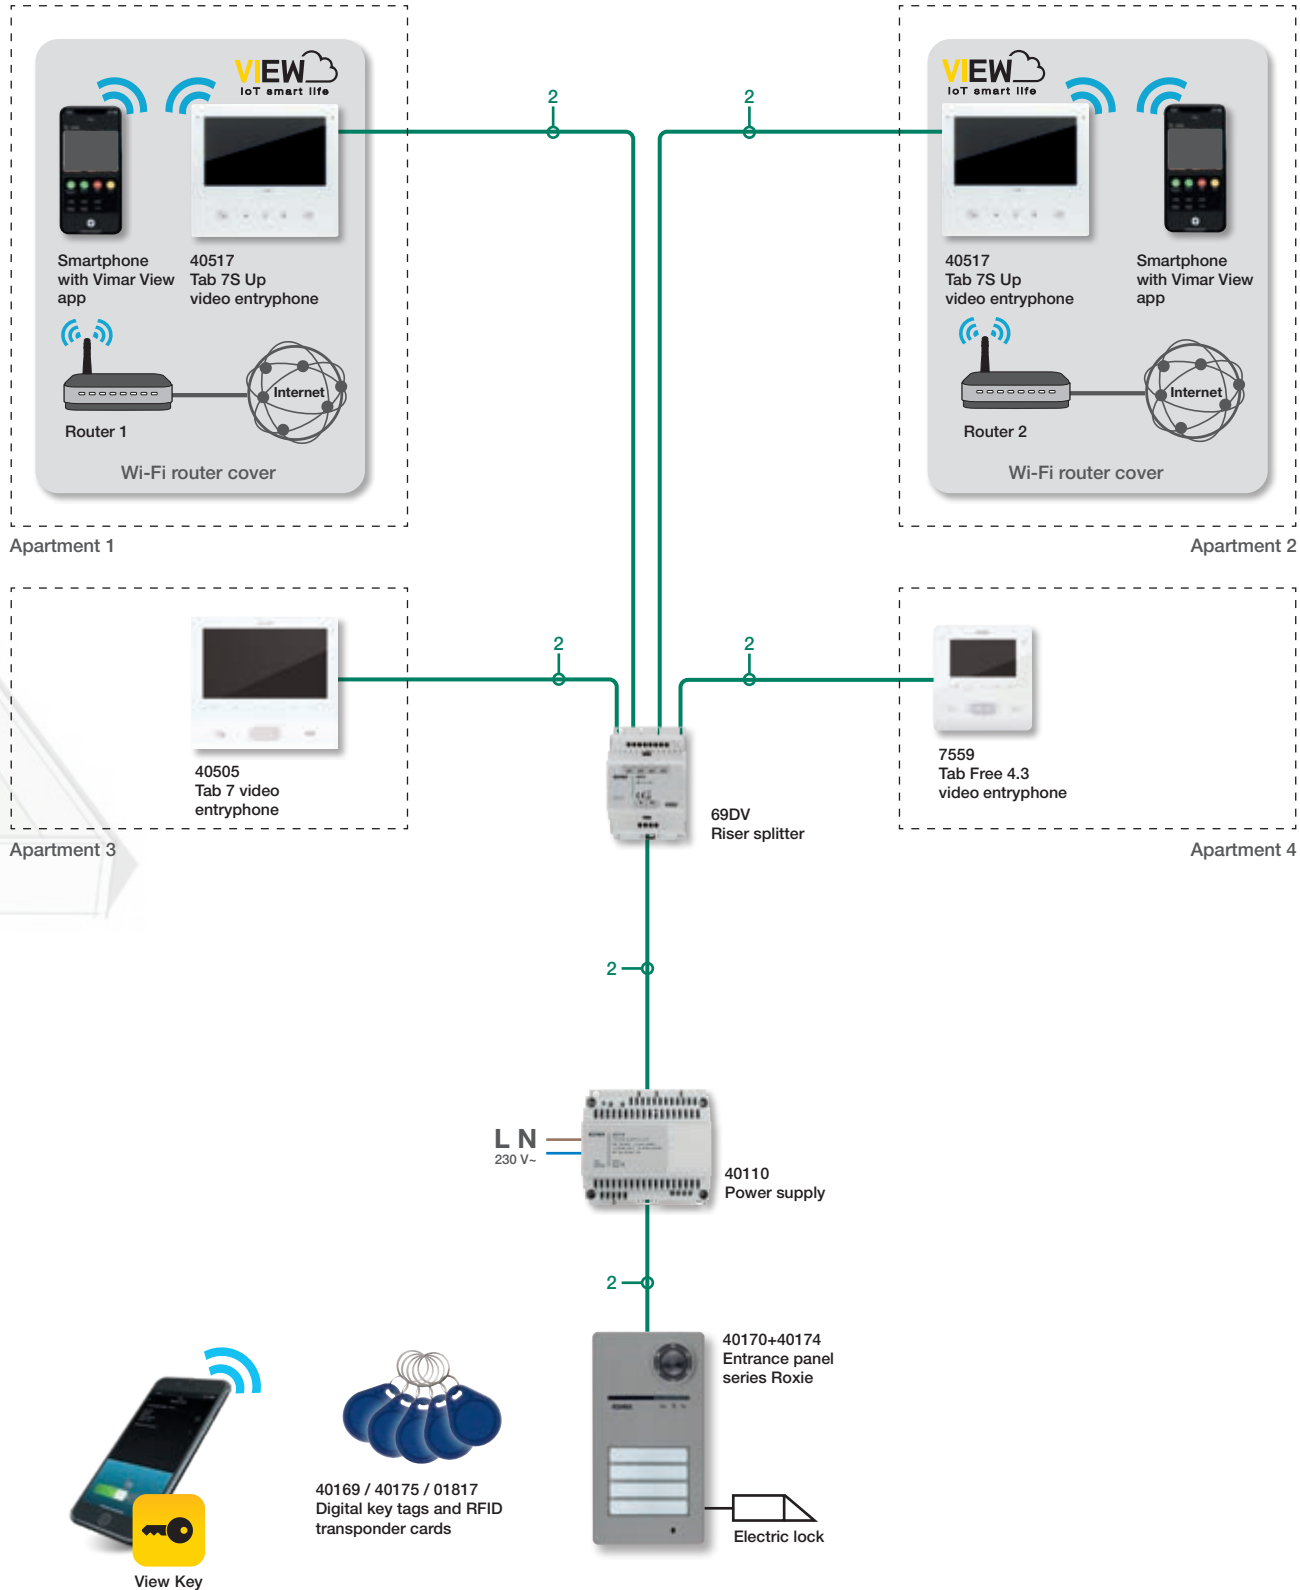 VIEW
IoT smart life
Smartphone
with Vimar View
app
40517
Tab 7S Up
video entryphone
Router 1
Internet
Wi-Fi router cover
Apartment 1
2
2
VIEW
IoT smart life
40517
Tab 7S Up
video entryphone
Smartphone
with Vimar View
app
Router 2
Internet
Wi-Fi router cover
Apartment 2
40505
Tab 7 video
entryphone
Apartment 3
2
2
7559
Tab Free 4.3
video entryphone
Apartment 4
69DV
Riser splitter
2
L N
230 V~
40110
Power supply
2
40170+40174
Entrance panel
series Roxie
Electric lock
40169 / 40175 / 01817
Digital key tags and RFID
transponder cards
View Key